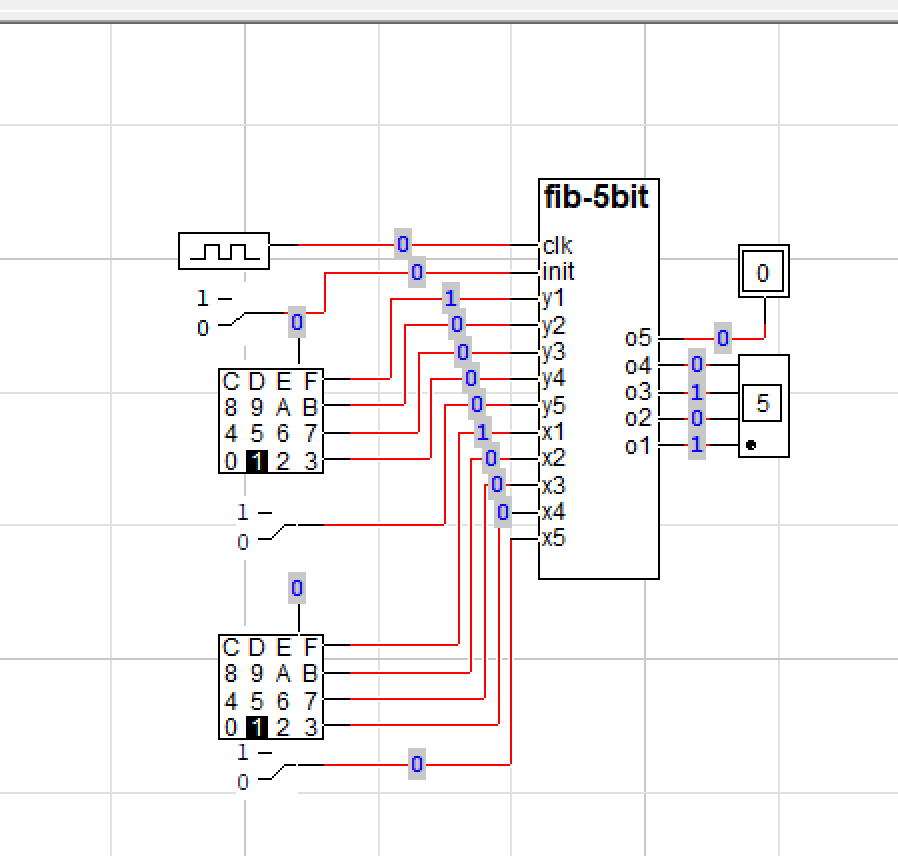 fib-5bit
0 clk
0 init 0
1
0 0
1 y1
0 y2
0 y3 o5 0
0 y4 o4 0
0 y5 o3 1 5
1 x1 o2 0
0 x2 o1 1
0 x3
0 x4
x5
C D E F
8 9 A B
4 5 6 7
0 1 2 3
1
0
0
C D E F
8 9 A B
4 5 6 7
0 1 2 3
1
0 0